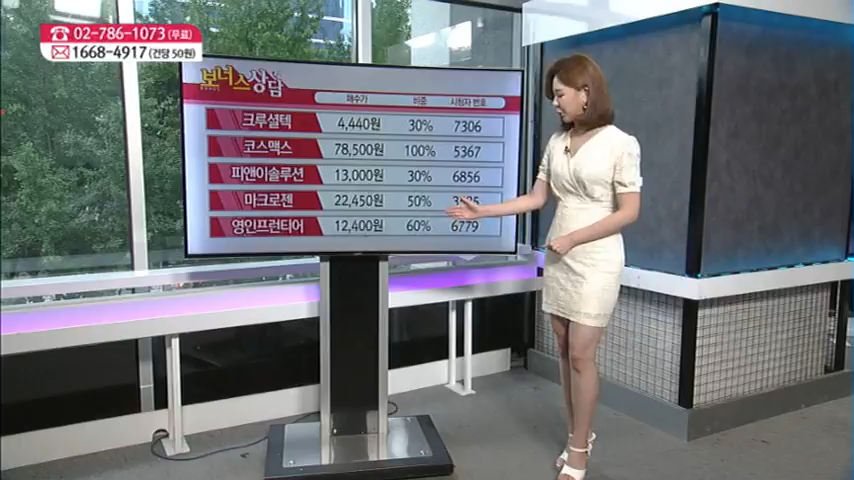 02-786-1073(무료)
1668-4917(건당 50원)
보너스상담
매수가 비중 시청자 번호
크루셜텍 4,440원 30% 7306
코스맥스 78,500원 100% 5367
피앤이솔루션 13,000원 30% 6856
마크로젠 22,450원 50%
영인프런티어 12,400원 60% 6779